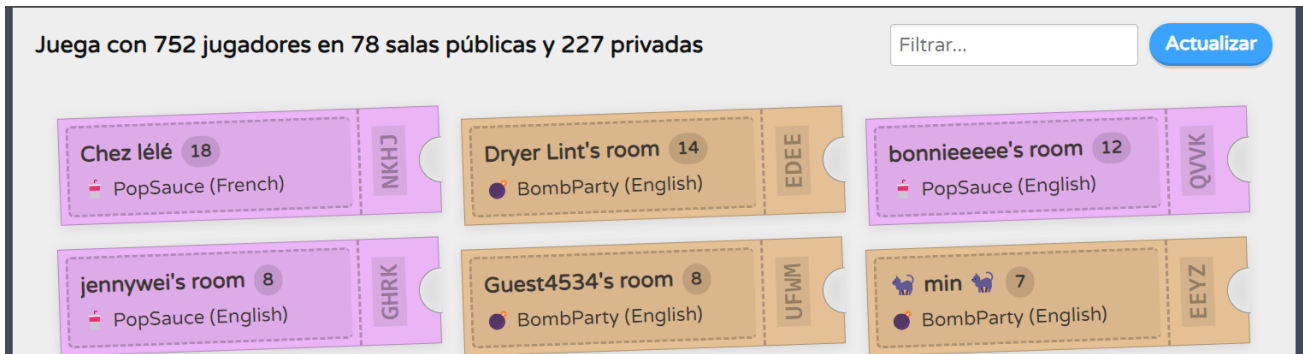 Juega con 752 jugadores en 78 salas públicas y 227 privadas
Filtrar...
Actualizar
Chez lélé 18
PopSauce (French)
NKHJ
Dryer Lint's room 14
BombParty (English)
EDEE
bonnieeeee's room 12
PopSauce (English)
QVVK
jennywei's room 8
PopSauce (English)
GHRK
Guest4534's room 8
BombParty (English)
UFWM
🐈‍⬛ min 🐈‍⬛ 7
BombParty (English)
EEYZ